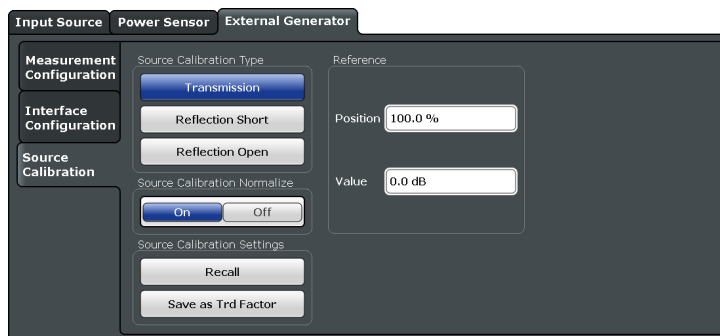 Input Source Power Sensor External Generator
Measurement
Configuration
Interface
Configuration
Source
Calibration
Source Calibration Type
Transmission
Reflection Short
Reflection Open
Source Calibration Normalize
On Off
Source Calibration Settings
Recall
Save as Trd Factor
Reference
Position 100.0 %
Value 0.0 dB